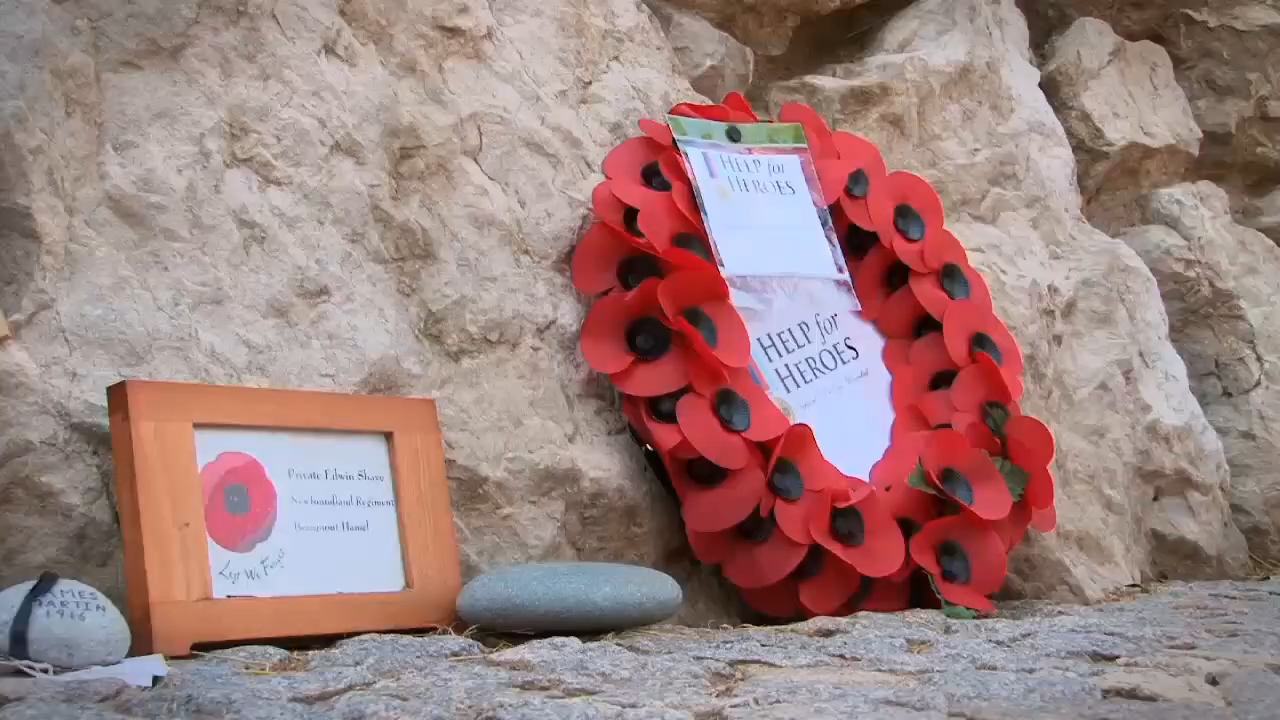 HELP for
HEROES
HELP for
HEROES
Private Edwin Shave
Newfoundland Regiment
Beaumont Hamel
Lest We Forget
JAMES
MARTIN
1916